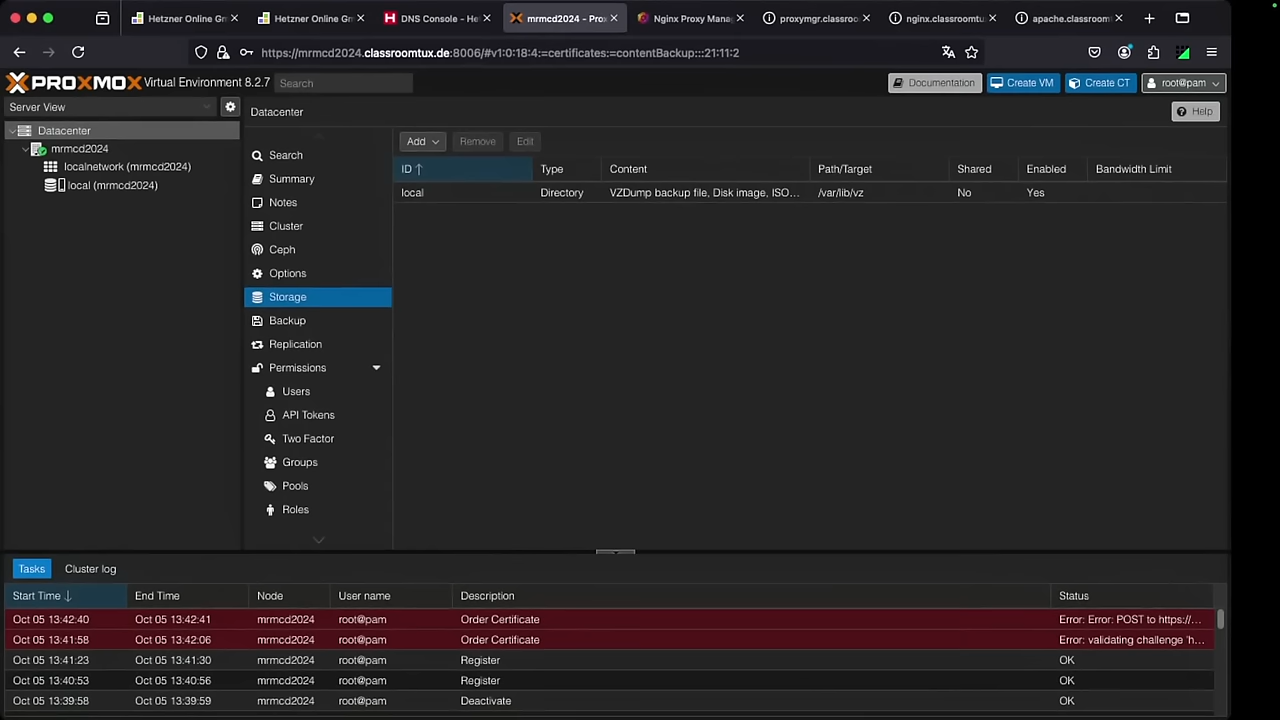 Hetzner Online Gm
Hetzner Online Gm
DNS Console - He
mrmcd2024 - Prox
Nginx Proxy Mana
proxymgr.classroo
nginx.classroomtu
apache.classroomt
https://mrmcd2024.classroomtux.de:8006/#v1:0:18:4:=certificates:=contentBackup:::21:11:2
PROXMOX Virtual Environment 8.2.7 Search Documentation Create VM Create CT root@pam
Server View Datacenter Help
Datacenter
mrmcd2024
localnetwork (mrmcd2024)
local (mrmcd2024)
Search
Summary
Notes
Cluster
Ceph
Options
Storage
Backup
Replication
Permissions
Users
API Tokens
Two Factor
Groups
Pools
Roles
Add Remove Edit
ID Type Content Path/Target Shared Enabled Bandwidth Limit
local Directory VZDump backup file, Disk image, ISO... /var/lib/vz No Yes
Tasks Cluster log
Start Time End Time Node User name Description Status
Oct 05 13:42:40 Oct 05 13:42:41 mrmcd2024 root@pam Order Certificate Error: Error: POST to https://...
Oct 05 13:41:58 Oct 05 13:42:06 mrmcd2024 root@pam Order Certificate Error: validating challenge 'h...
Oct 05 13:41:23 Oct 05 13:41:30 mrmcd2024 root@pam Register OK
Oct 05 13:40:53 Oct 05 13:40:56 mrmcd2024 root@pam Register OK
Oct 05 13:39:58 Oct 05 13:39:59 mrmcd2024 root@pam Deactivate OK